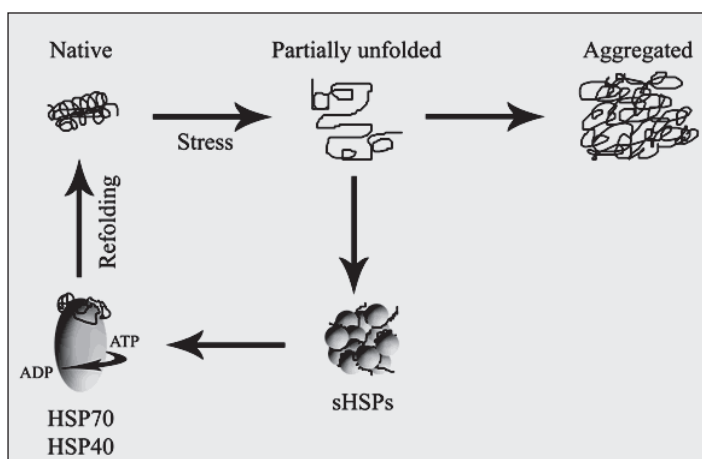 Native
Partially unfolded
Aggregated
Stress
Refolding
ATP
ADP
sHSPs
HSP70
HSP40